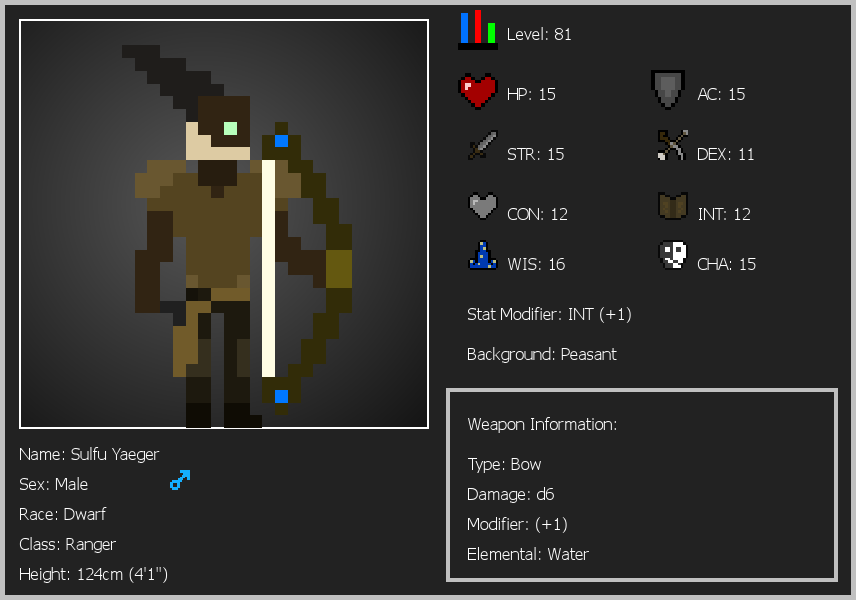 Level: 81
HP: 15
AC: 15
STR: 15
DEX: 11
CON: 12
INT: 12
WIS: 16
CHA: 15
Stat Modifier: INT (+1)
Background: Peasant
Weapon Information:
Type: Bow
Damage: d6
Modifier: (+1)
Elemental: Water
Name: Sulfu Yaeger
Sex: Male
Race: Dwarf
Class: Ranger
Height: 124cm (4'1")